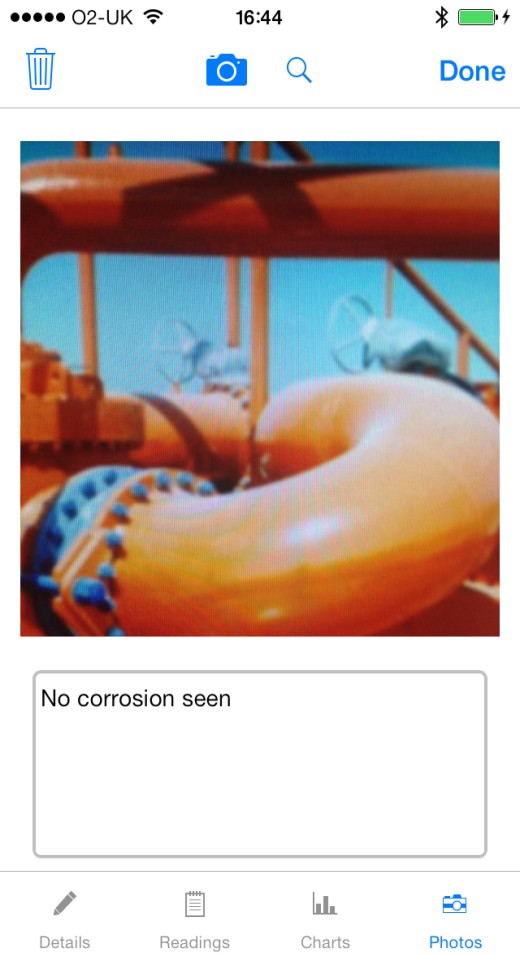 O2-UK 16:44
Done
No corrosion seen
Details Readings Charts Photos